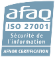 afaq
ISO 27001
Sécurité de
l'information
AFNOR CERTIFICATION